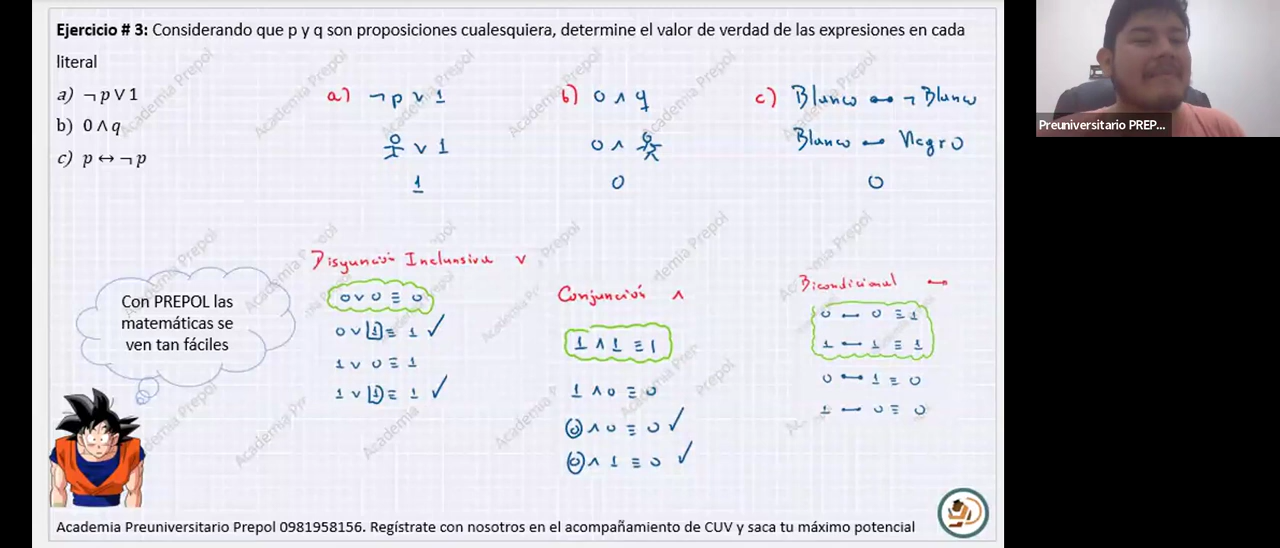 Ejercicio # 3: Considerando que p y q son proposiciones cualesquiera, determine el valor de verdad de las expresiones en cada
literal
a) ¬p∨1
b) 0∧q
c) p↔¬p
a) ¬p ∨ 1
∨ 1
1
b) 0 ∧ q
0 ∧
0
c) Blanco ↔ ¬ Blanco
Blanco ↔ Negro
0
Disyunción Inclunsiva ∨
0 ∨ 0 ≡ 0
0 ∨ 1 ≡ 1 ✓
1 ∨ 0 ≡ 1
1 ∨ 1 ≡ 1 ✓
Conjunción ∧
1 ∧ 1 ≡ 1
1 ∧ 0 ≡ 0
0 ∧ 0 ≡ 0 ✓
0 ∧ 1 ≡ 0 ✓
Bicondicional ↔
0 ↔ 0 ≡ 1
1 ↔ 1 ≡ 1
0 ↔ 1 ≡ 0
1 ↔ 0 ≡ 0
Con PREPOL las
matemáticas se
ven tan fáciles
Academia Preuniversitario Prepol 0981958156. Regístrate con nosotros en el acompañamiento de CUV y saca tu máximo potencial
Preuniversitario PREP...
Academia Prepol